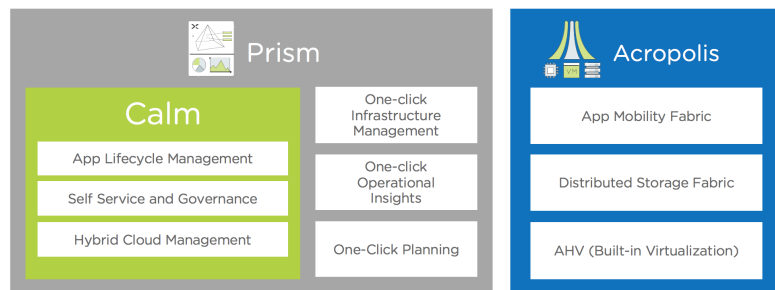 Prism
Calm
App Lifecycle Management
Self Service and Governance
Hybrid Cloud Management
One-click
Infrastructure
Management
One-click
Operational
Insights
One-Click Planning
VM
Acropolis
App Mobility Fabric
Distributed Storage Fabric
AHV (Built-in Virtualization)